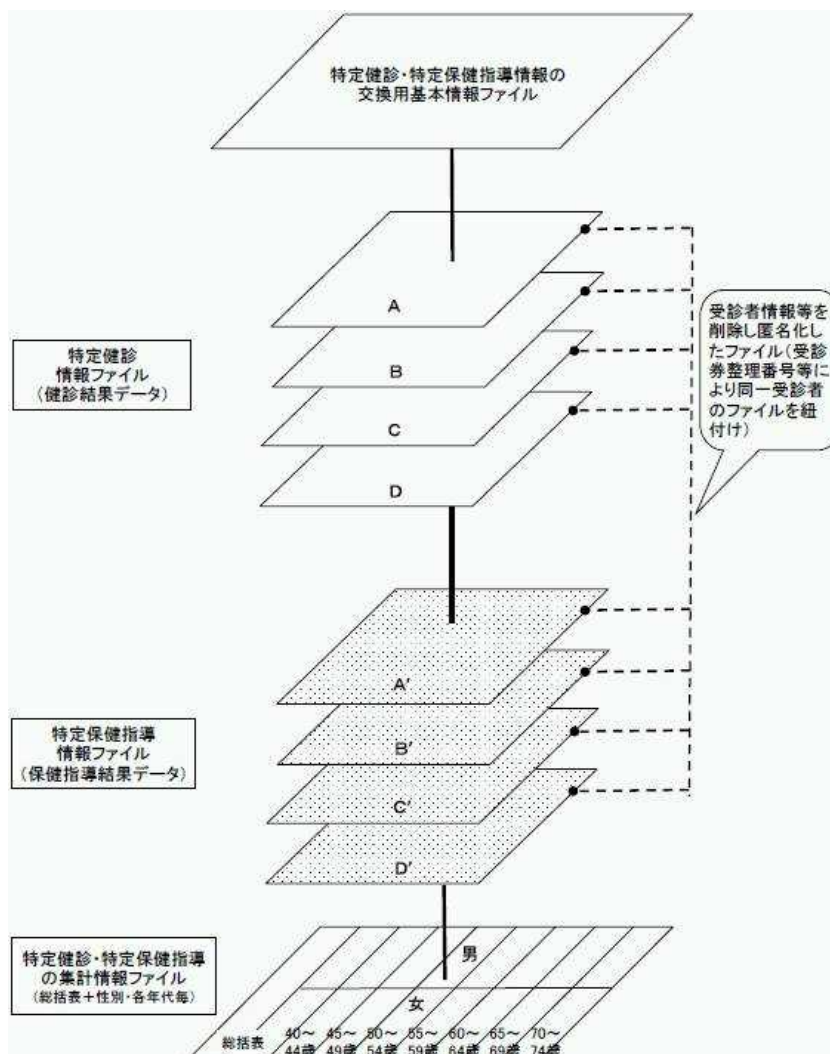 特定健診・特定保健指導情報の
交換用基本情報ファイル
A
B
C
D
特定健診
情報ファイル
(健診結果データ)
受診者情報等を
削除し匿名化し
たファイル(受診
券整理番号等に
より同一受診者
のファイルを紐
付け)
A′
B′
C′
D′
特定保健指導
情報ファイル
(保健指導結果データ)
特定健診・特定保健指導
の集計情報ファイル
(総括表+性別・各年代毎)
男
女
総括表
40~ 45~ 50~ 55~ 60~ 65~ 70~
44歳 49歳 54歳 59歳 64歳 69歳 74歳